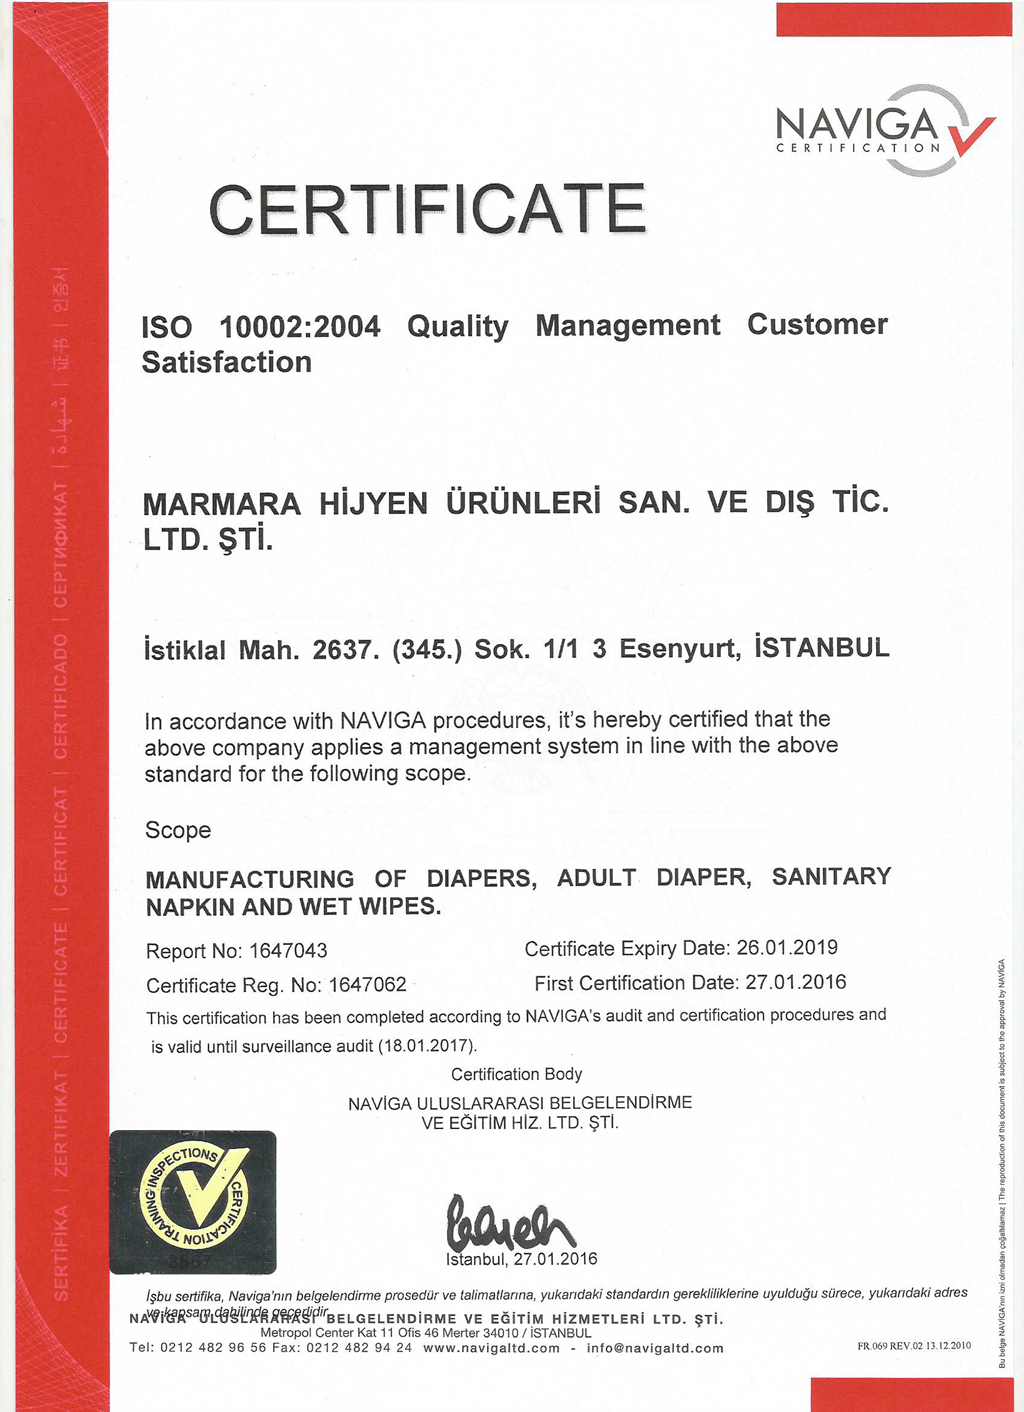 NAVIGA
CERTIFICATION
CERTIFICATE
ISO 10002:2004 Quality Management Customer
Satisfaction
MARMARA HİJYEN ÜRÜNLERİ SAN. VE DIŞ TİC.
LTD. ŞTİ.
İstiklal Mah. 2637. (345.) Sok. 1/1 3 Esenyurt, İSTANBUL
In accordance with NAVIGA procedures, it's hereby certified that the
above company applies a management system in line with the above
standard for the following scope.
Scope
MANUFACTURING OF DIAPERS, ADULT DIAPER, SANITARY
NAPKIN AND WET WIPES.
Report No: 1647043 Certificate Expiry Date: 26.01.2019
Certificate Reg. No: 1647062 First Certification Date: 27.01.2016
This certification has been completed according to NAVIGA's audit and certification procedures and
is valid until surveillance audit (18.01.2017).
Certification Body
NAVİGA ULUSLARARASI BELGELENDİRME
VE EĞİTİM HİZ. LTD. ŞTİ.
INSPECTIONS
CERTIFICATION
TRAINING
Istanbul, 27.01.2016
İşbu sertifika, Naviga'nın belgelendirme prosedür ve talimatlarına, yukarıdaki standardın gerekliliklerine uyulduğu sürece, yukarıdaki adres
ve kapsam dahilinde geçerlidir.
NAVİGA ULUSLARARASI BELGELENDİRME VE EĞİTİM HİZMETLERİ LTD. ŞTİ.
Metropol Center Kat 11 Ofis 46 Merter 34010 / İSTANBUL
Tel: 0212 482 96 56 Fax: 0212 482 94 24 www.navigaltd.com - info@navigaltd.com
FR.069 REV.02 13.12.2010
Bu belge NAVİGA'nın izni olmadan çoğaltılamaz | The reproduction of this document is subject to the approval by NAVİGA
SERTİFİKA | ZERTIFIKAT | CERTIFICATE | CERTIFICAT | CERTIFICADO | СЕРТИФИКАТ | شهادة | 证书 | 인증서